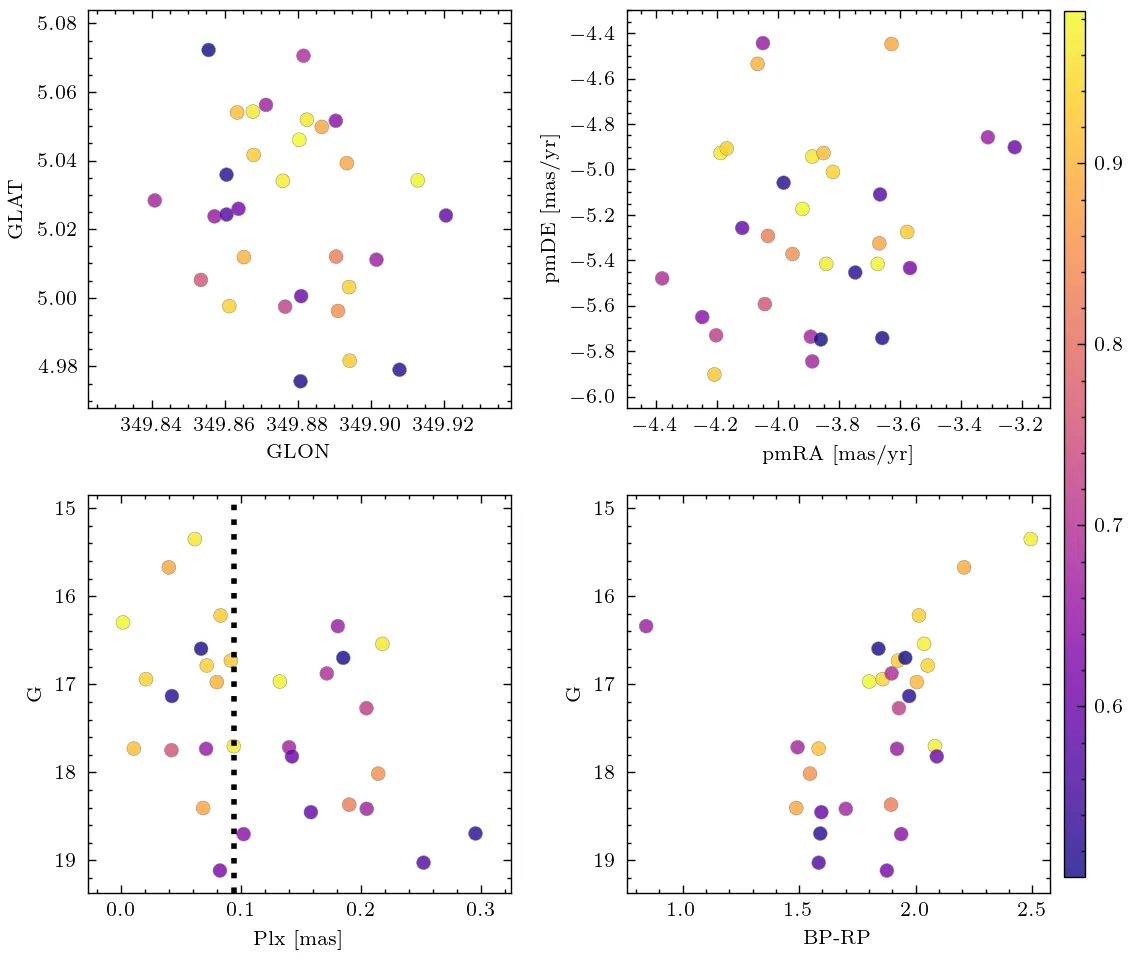 5.08
5.06
5.04
5.02
5.00
4.98
GLAT
349.84 349.86 349.88 349.90 349.92
GLON
−4.4
−4.6
−4.8
−5.0
−5.2
−5.4
−5.6
−5.8
−6.0
pmDE [mas/yr]
−4.4 −4.2 −4.0 −3.8 −3.6 −3.4 −3.2
pmRA [mas/yr]
0.9
0.8
0.7
0.6
15
16
17
18
19
G
0.0 0.1 0.2 0.3
Plx [mas]
15
16
17
18
19
G
1.0 1.5 2.0 2.5
BP-RP